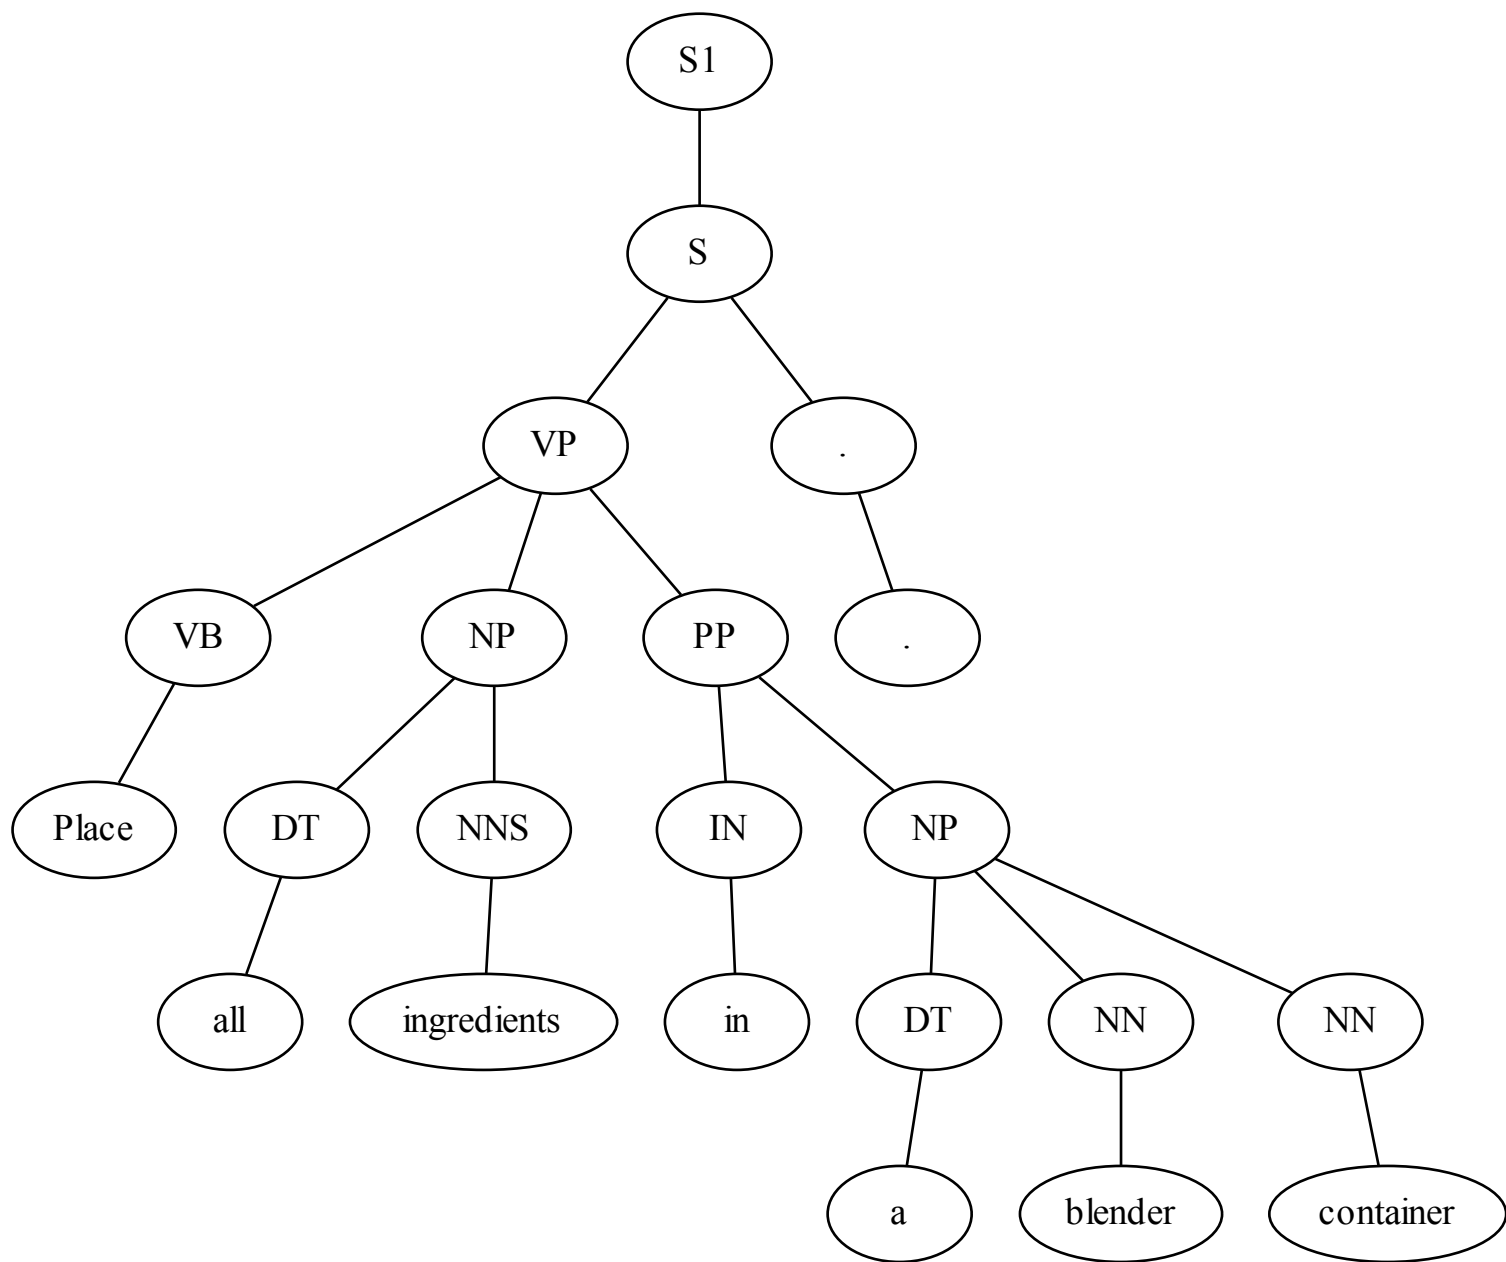 S1
S
VP .
VB NP PP .
Place DT NNS IN NP
all ingredients in DT NN NN
a blender container